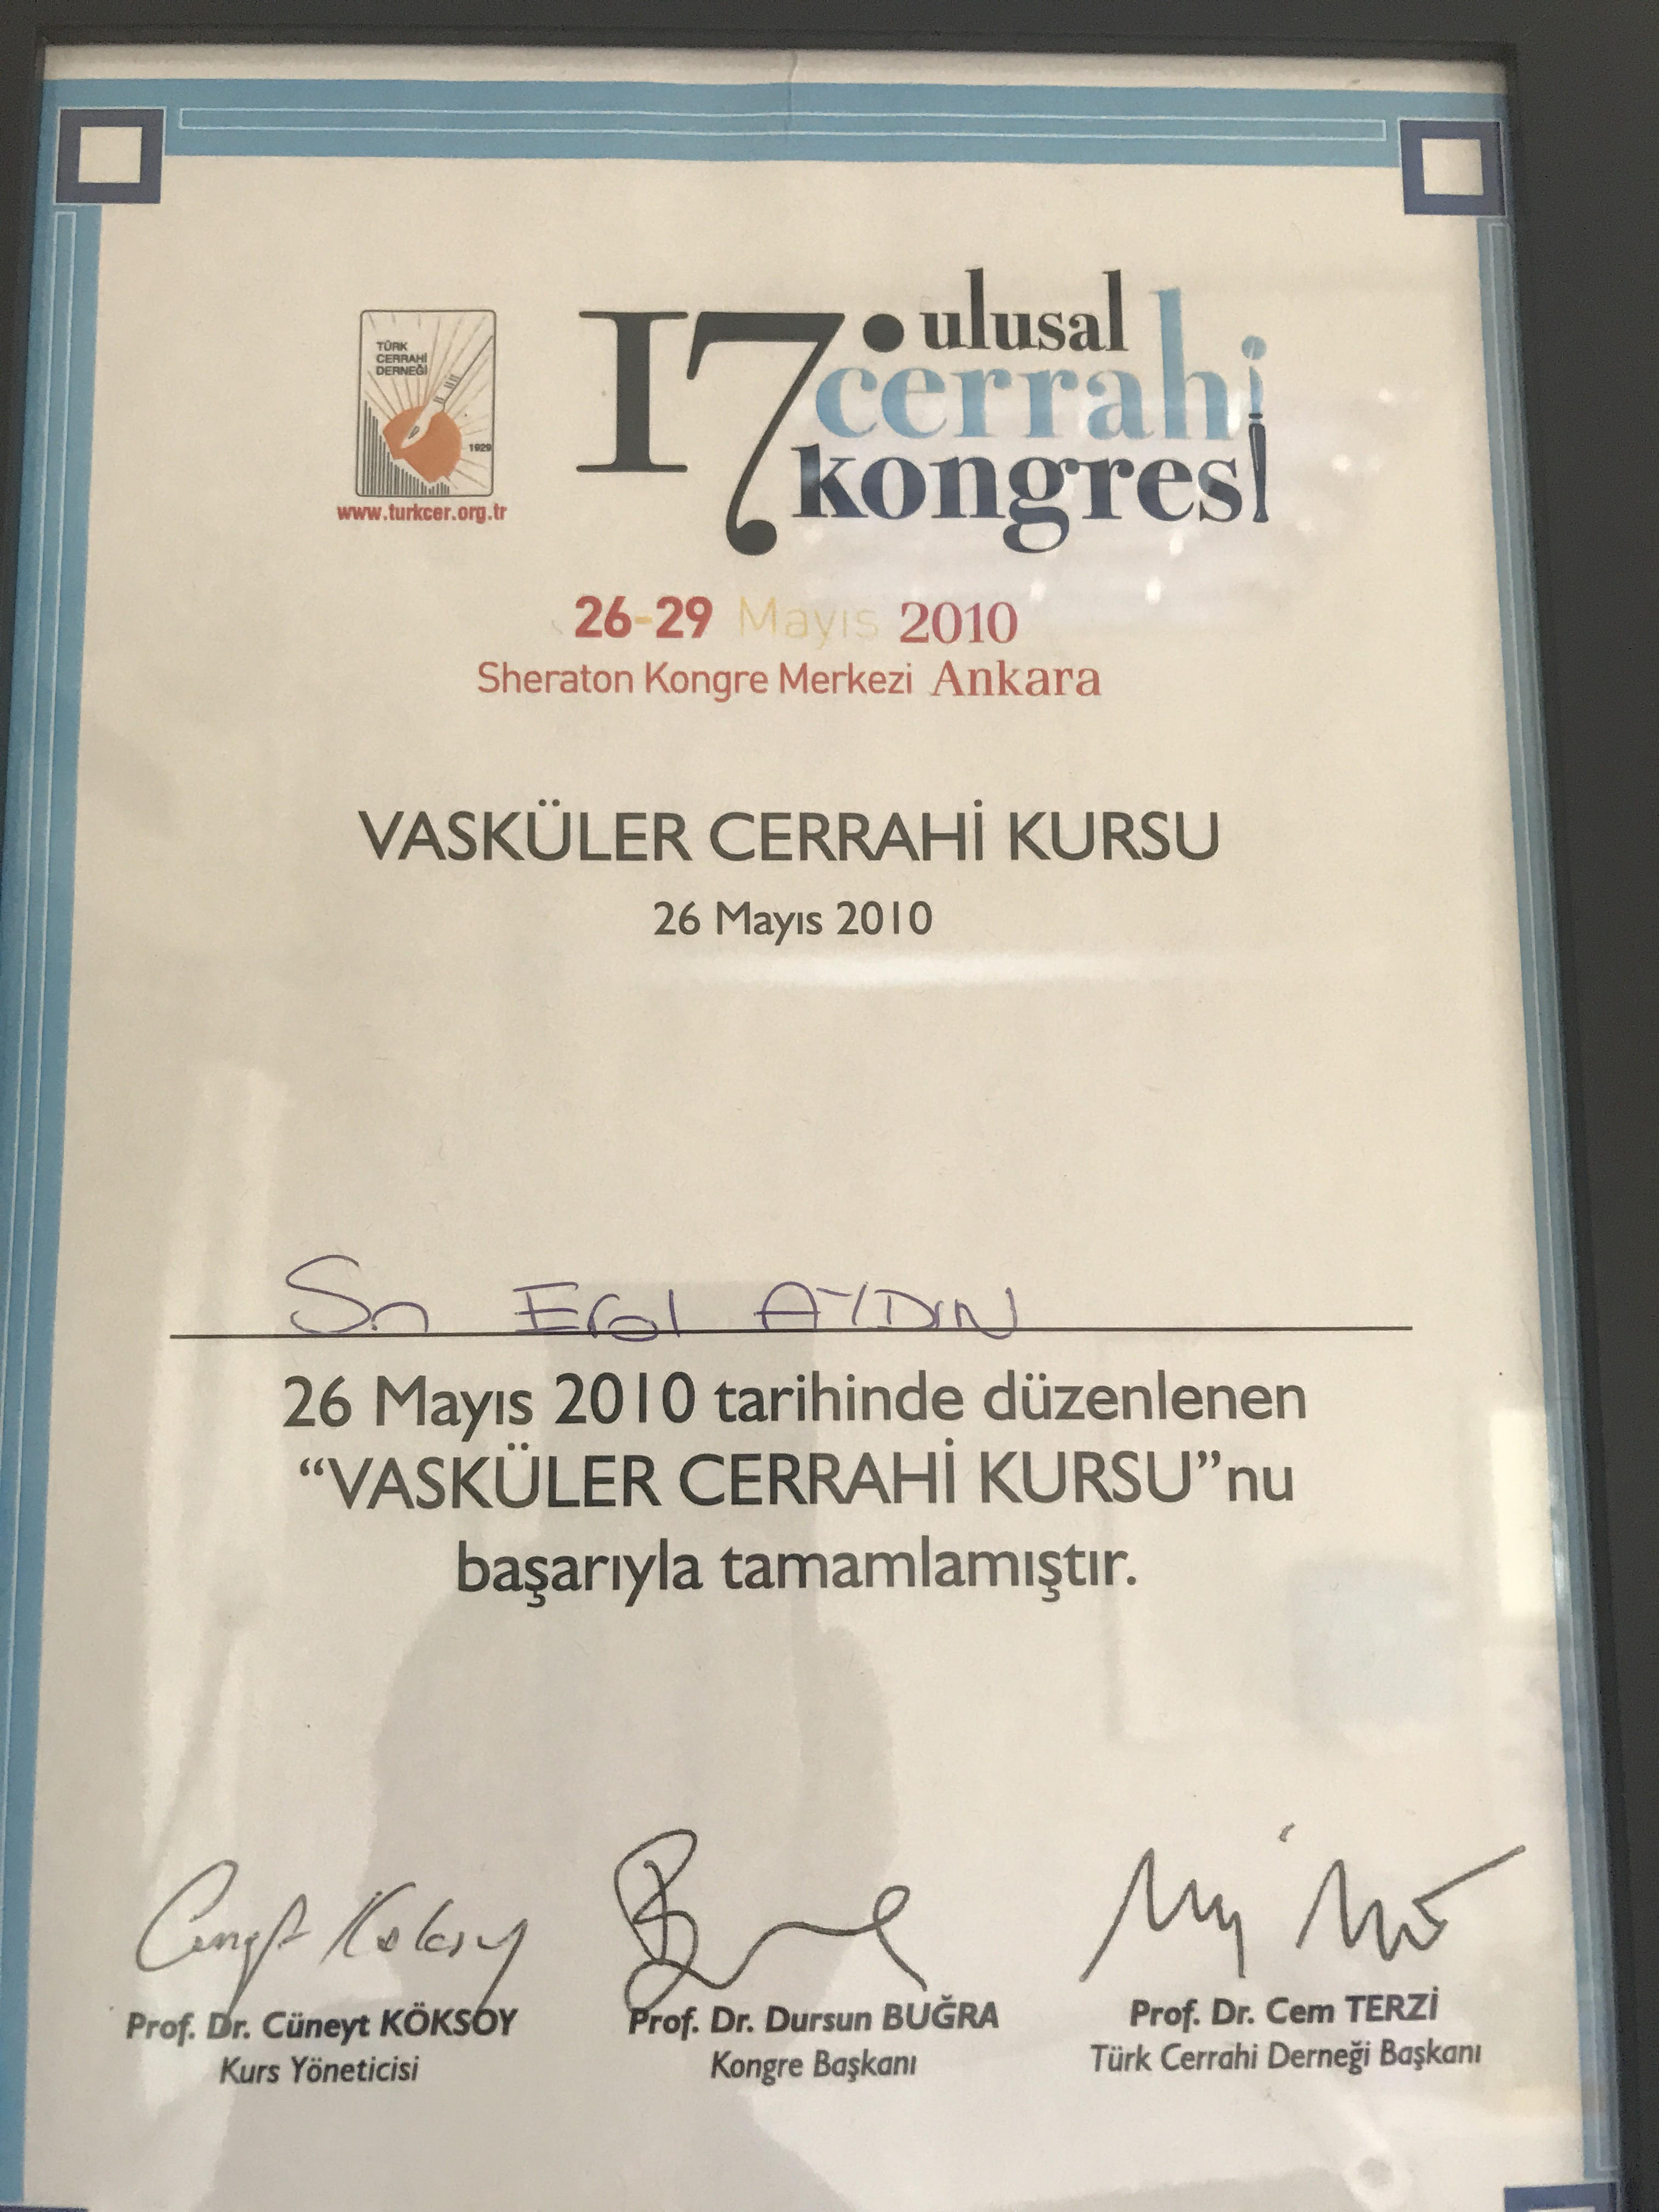 TÜRK
CERRAHİ
DERNEĞİ
1929
www.turkcer.org.tr
17. ulusal
cerrahi
kongresi
26-29 Mayıs 2010
Sheraton Kongre Merkezi Ankara
VASKÜLER CERRAHİ KURSU
26 Mayıs 2010
Sn Erol AYDIN
26 Mayıs 2010 tarihinde düzenlenen
“VASKÜLER CERRAHİ KURSU”nu
başarıyla tamamlamıştır.
Prof. Dr. Cüneyt KÖKSOY
Kurs Yöneticisi
Prof. Dr. Dursun BUĞRA
Kongre Başkanı
Prof. Dr. Cem TERZİ
Türk Cerrahi Derneği Başkanı